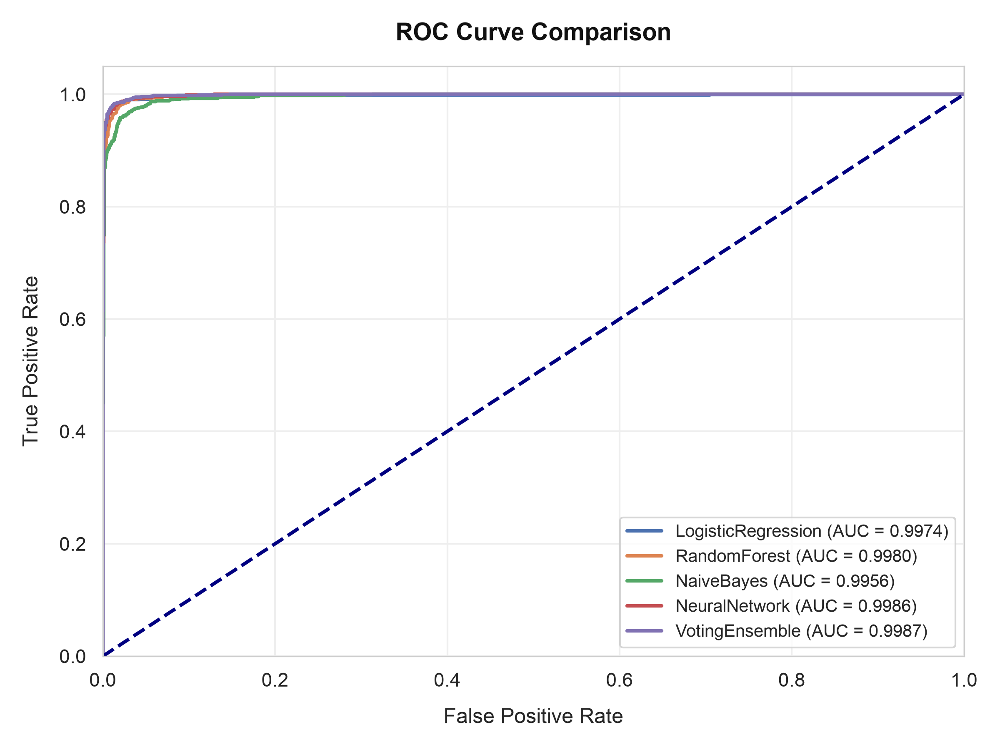 ROC Curve Comparison
1.0
0.8
0.6
0.4
0.2
0.0
True Positive Rate
0.0 0.2 0.4 0.6 0.8 1.0
False Positive Rate
LogisticRegression (AUC = 0.9974)
RandomForest (AUC = 0.9980)
NaiveBayes (AUC = 0.9956)
NeuralNetwork (AUC = 0.9986)
VotingEnsemble (AUC = 0.9987)